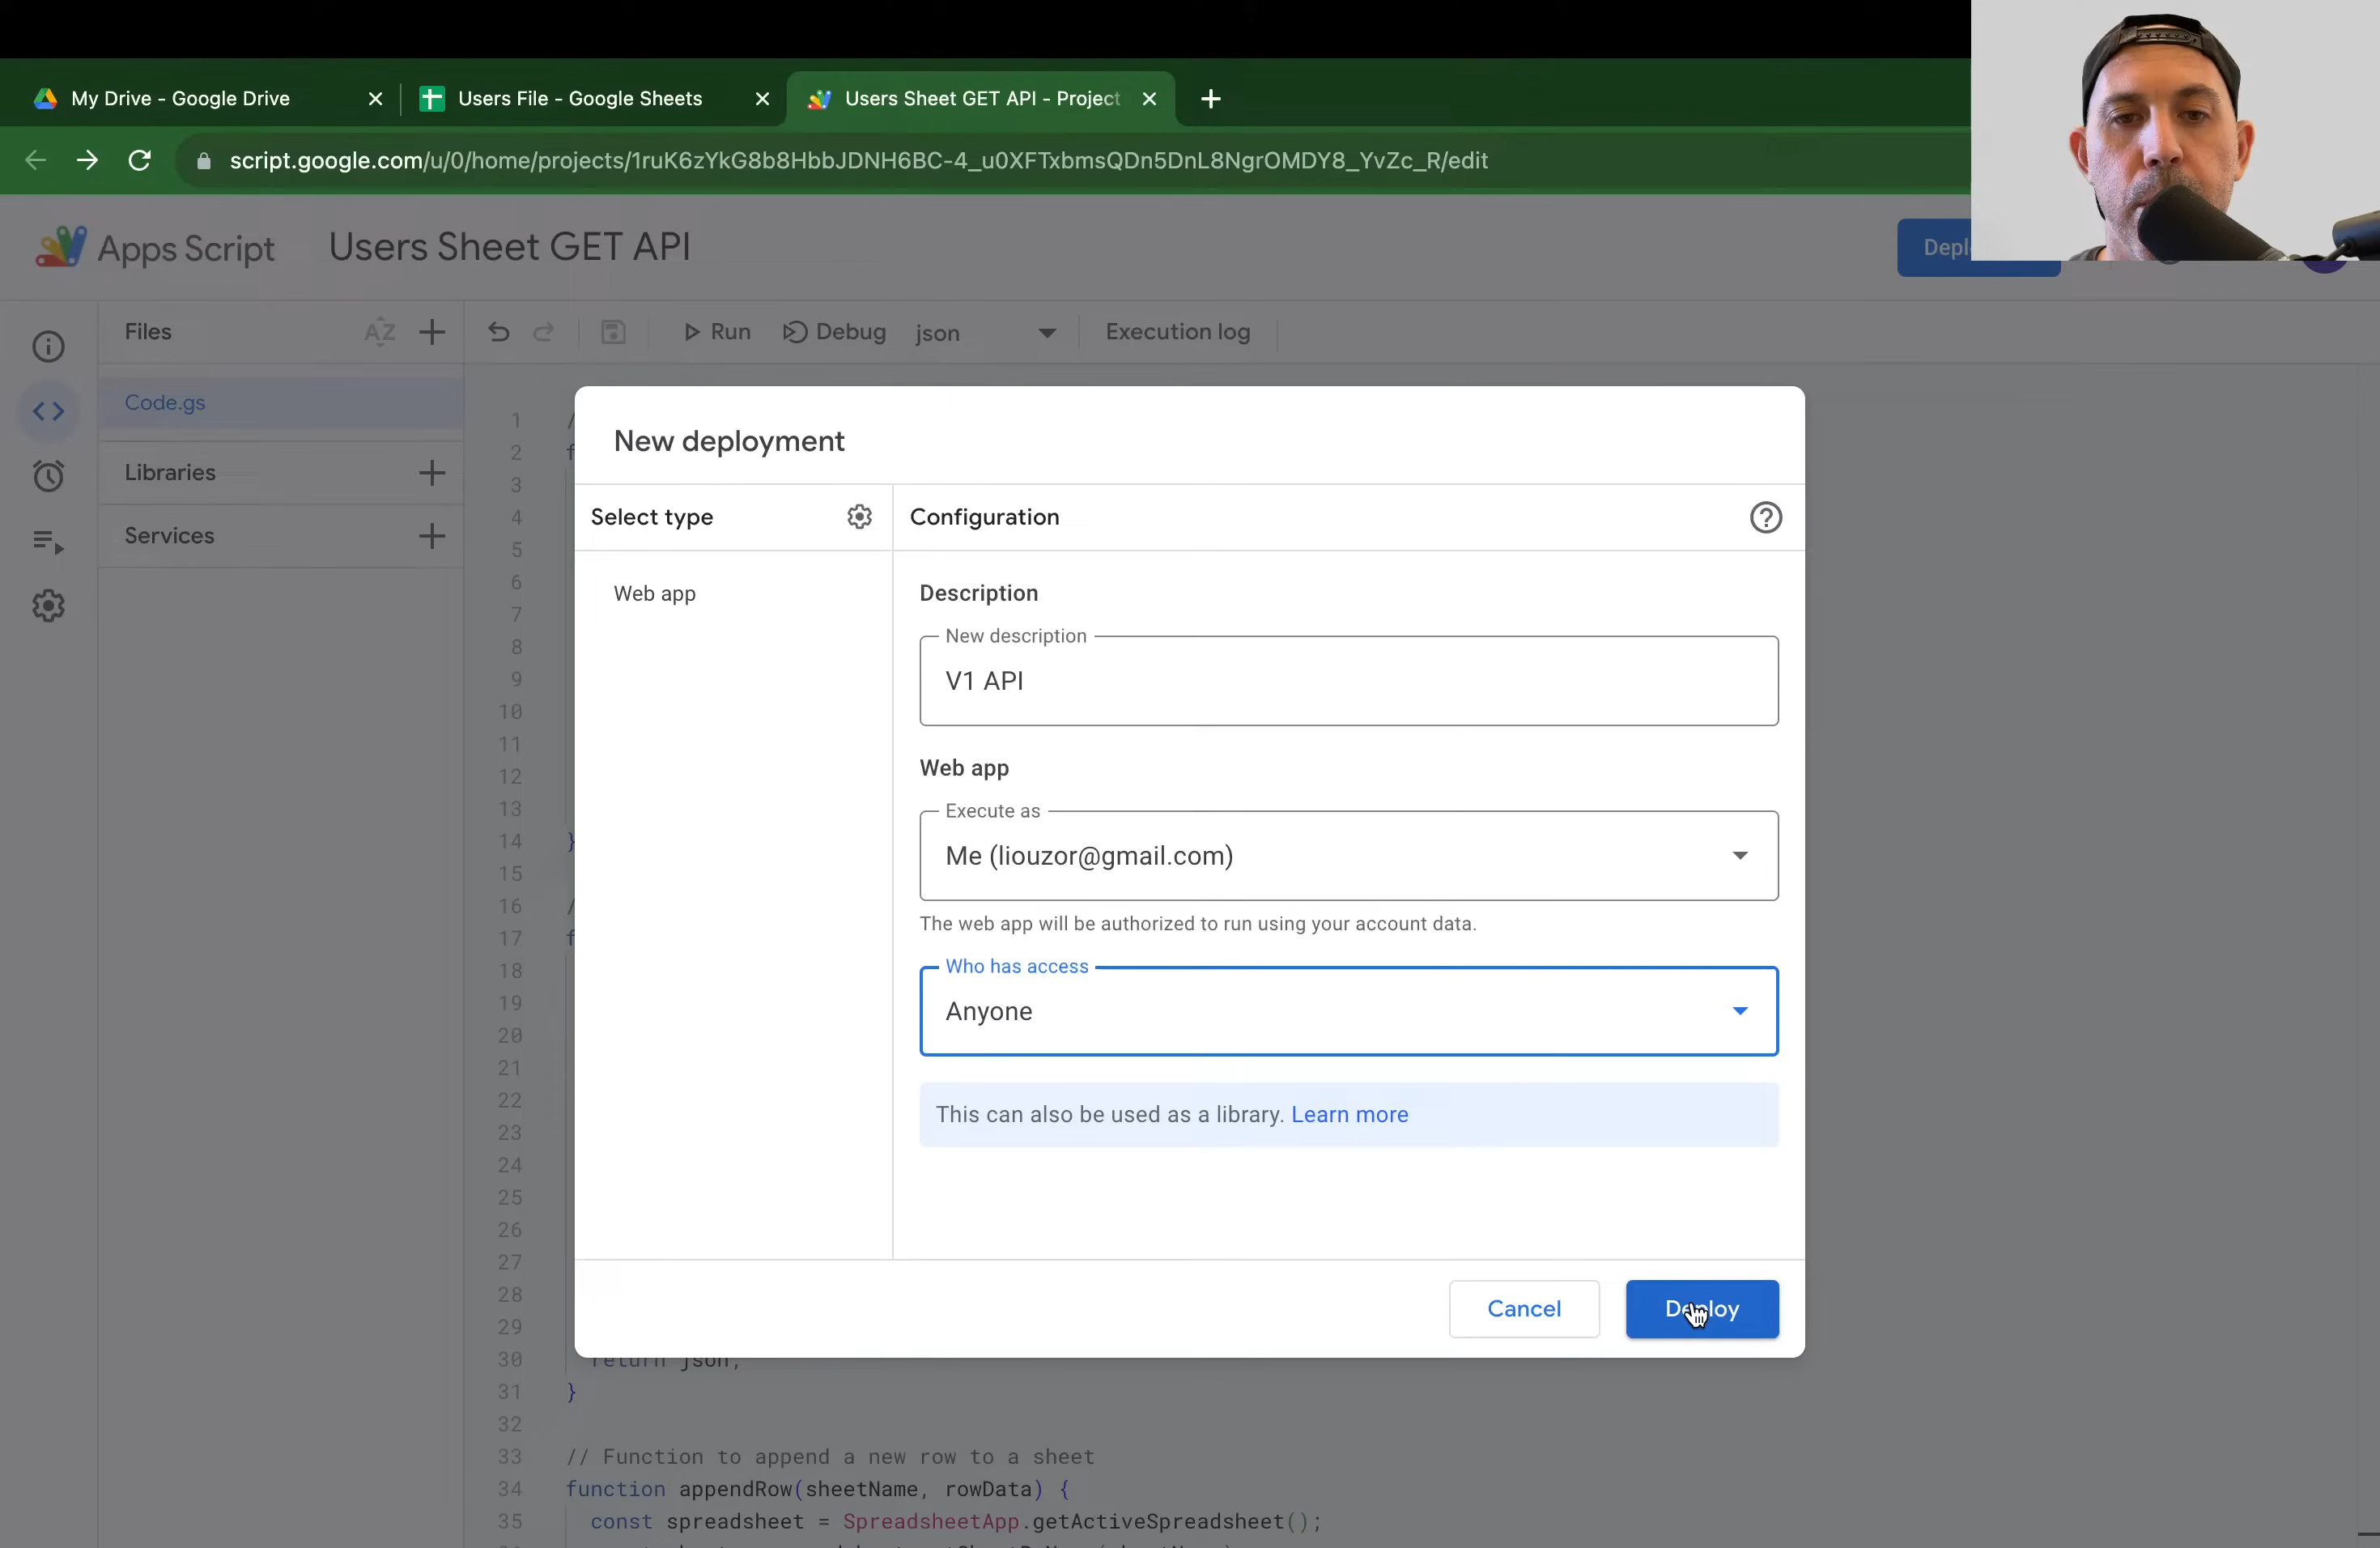 My Drive - Google Drive
Users File - Google Sheets
Users Sheet GET API - Project
script.google.com/u/0/home/projects/1ruK6zYkG8b8HbbJDNH6BC-4_u0XFTxbmsQDn5DnL8NgrOMDY8_YvZc_R/edit
Apps Script
Users Sheet GET API
Files
Run
Debug
json
Execution log
Code.gs
Libraries
Services
New deployment
Select type
Configuration
Web app
Description
New description
V1 API
Web app
Execute as
Me (liouzor@gmail.com)
The web app will be authorized to run using your account data.
Who has access
Anyone
This can also be used as a library. Learn more
Cancel
Deploy
1 /
2 f
3
4
5
6
7
8
9
10
11
12
13
14 }
15
16 /
17 f
18
19
20
21
22
23
24
25
26
27
28
29
30 return json;
31 }
32
33 // Function to append a new row to a sheet
34 function appendRow(sheetName, rowData) {
35 const spreadsheet = SpreadsheetApp.getActiveSpreadsheet();